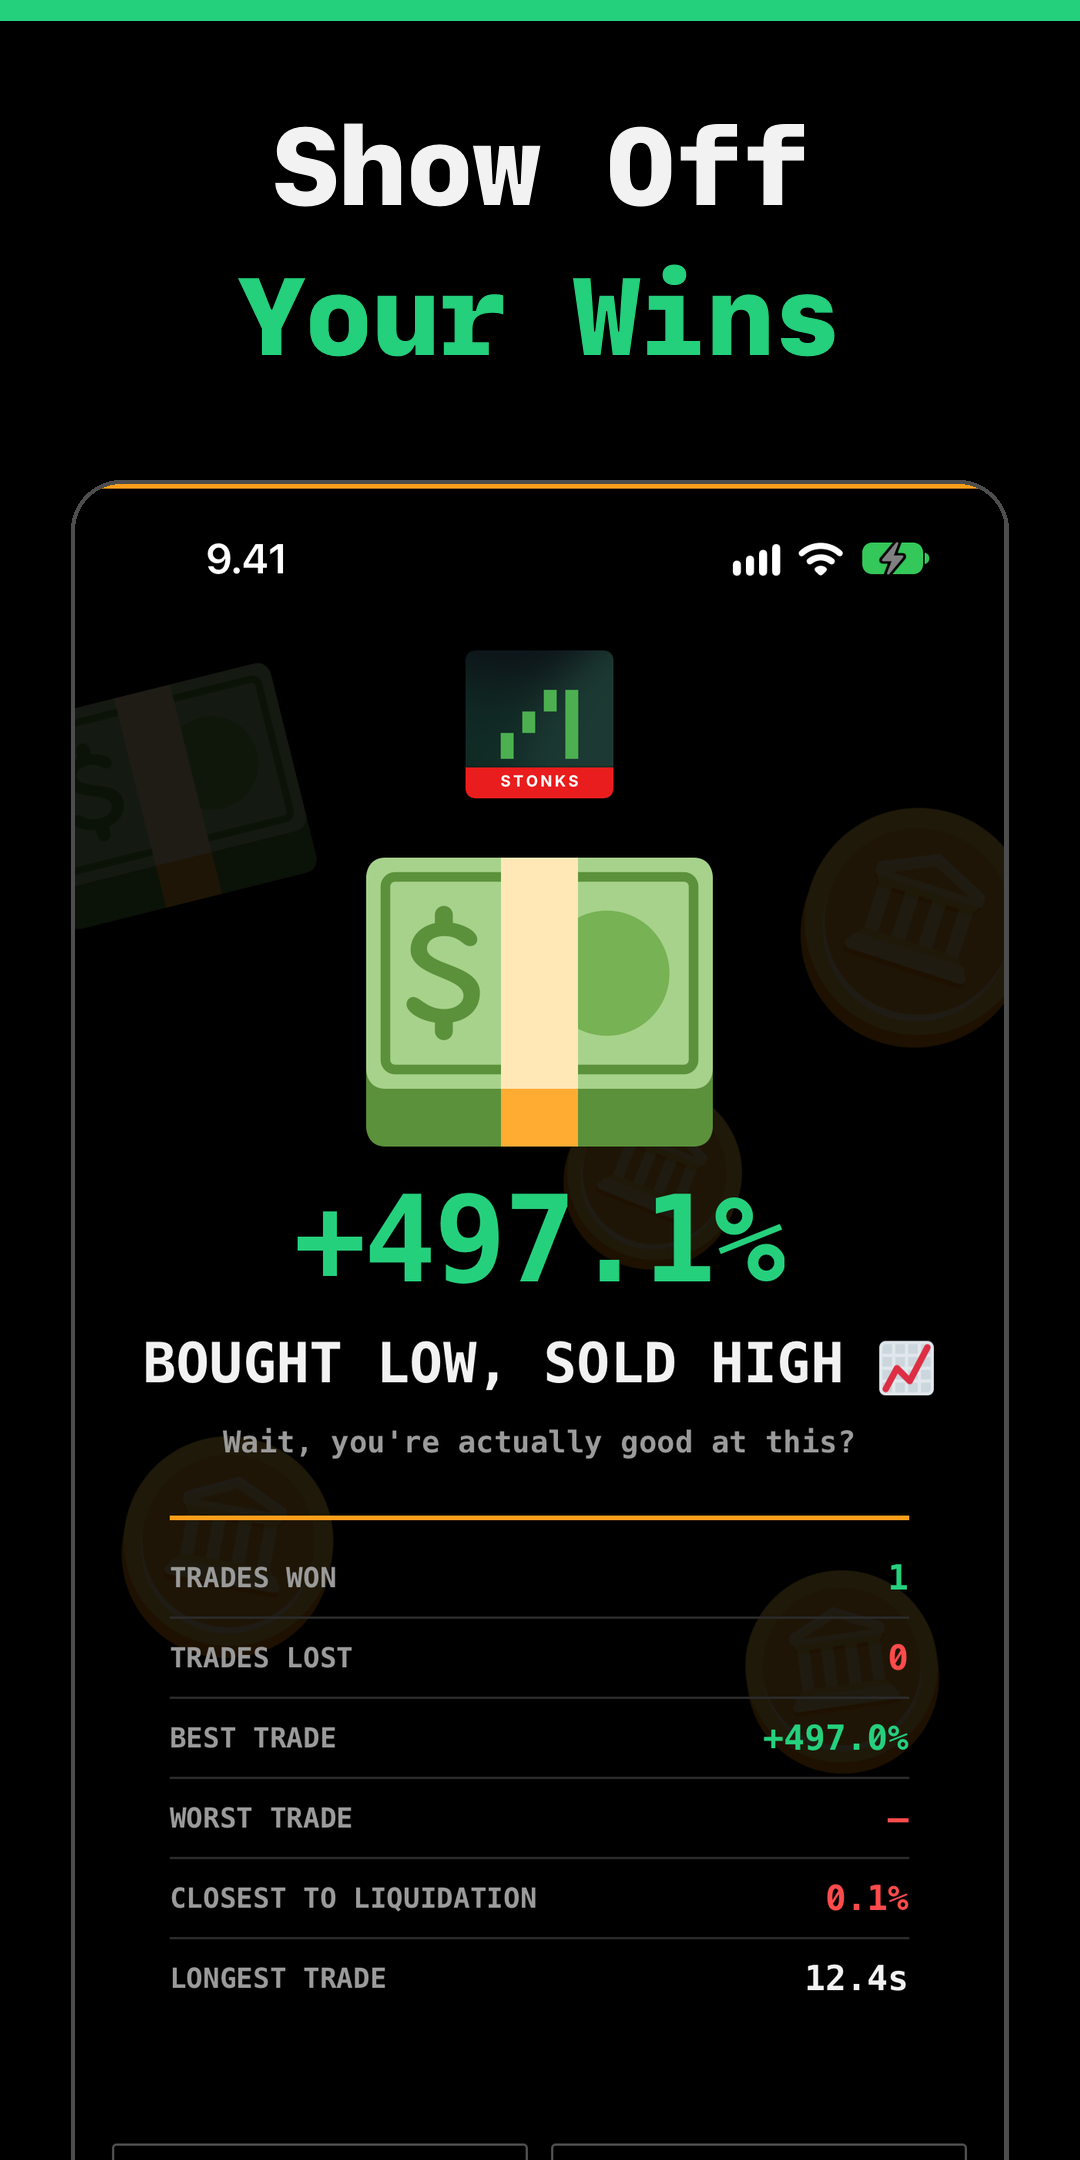 Show Off
Your Wins
9.41
STONKS
$
+497.1%
BOUGHT LOW, SOLD HIGH 📈
Wait, you're actually good at this?
TRADES WON 1
TRADES LOST 0
BEST TRADE +497.0%
WORST TRADE —
CLOSEST TO LIQUIDATION 0.1%
LONGEST TRADE 12.4s